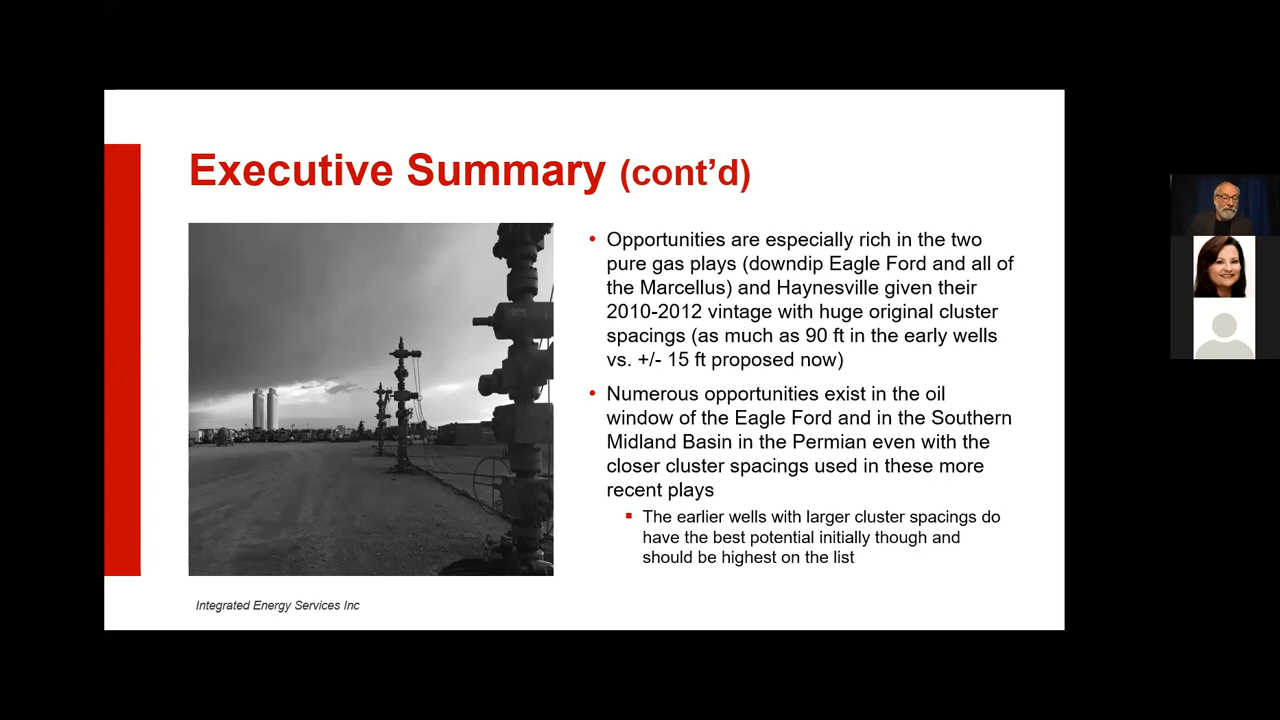 Executive Summary (cont’d)
• Opportunities are especially rich in the two
pure gas plays (downdip Eagle Ford and all of
the Marcellus) and Haynesville given their
2010-2012 vintage with huge original cluster
spacings (as much as 90 ft in the early wells
vs. +/- 15 ft proposed now)
• Numerous opportunities exist in the oil
window of the Eagle Ford and in the Southern
Midland Basin in the Permian even with the
closer cluster spacings used in these more
recent plays
▪ The earlier wells with larger cluster spacings do
have the best potential initially though and
should be highest on the list
Integrated Energy Services Inc